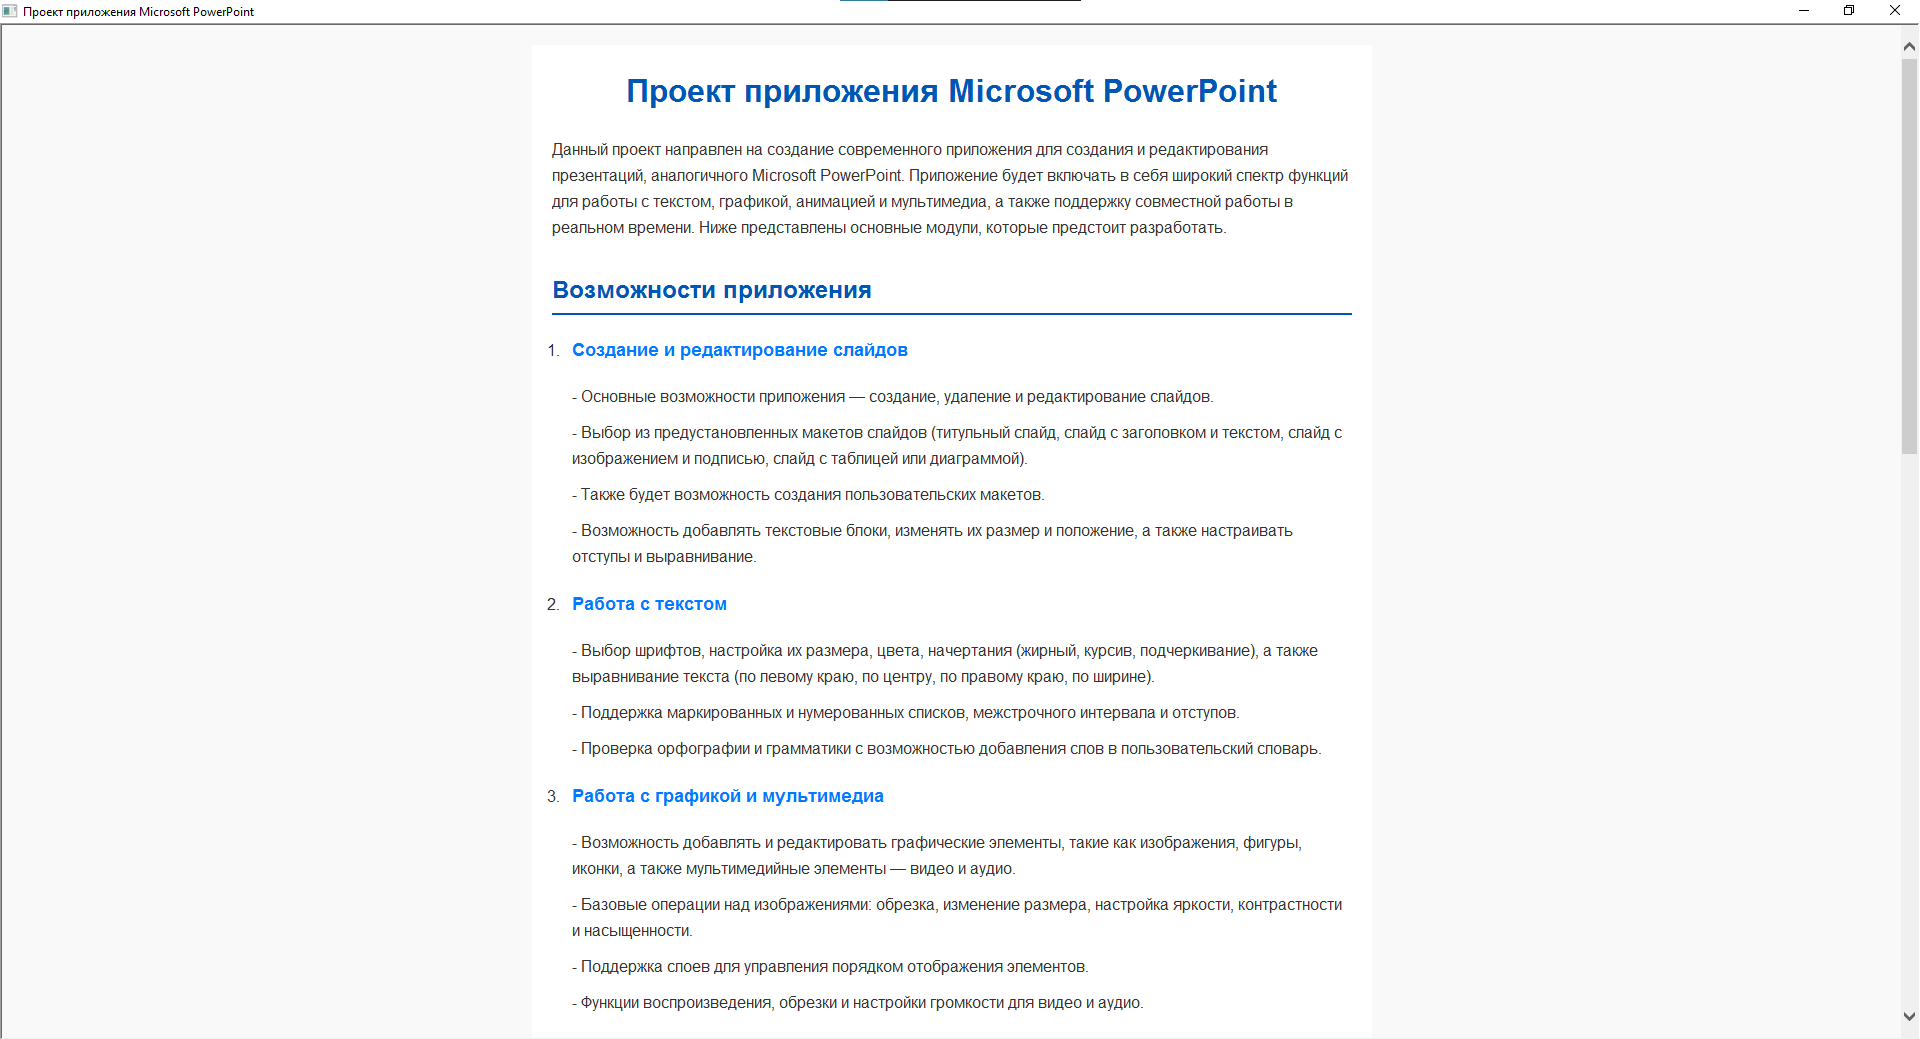 Проект приложения Microsoft PowerPoint
Проект приложения Microsoft PowerPoint
Данный проект направлен на создание современного приложения для создания и редактирования
презентаций, аналогичного Microsoft PowerPoint. Приложение будет включать в себя широкий спектр функций
для работы с текстом, графикой, анимацией и мультимедиа, а также поддержку совместной работы в
реальном времени. Ниже представлены основные модули, которые предстоит разработать.
Возможности приложения
1. Создание и редактирование слайдов
- Основные возможности приложения — создание, удаление и редактирование слайдов.
- Выбор из предустановленных макетов слайдов (титульный слайд, слайд с заголовком и текстом, слайд с
изображением и подписью, слайд с таблицей или диаграммой).
- Также будет возможность создания пользовательских макетов.
- Возможность добавлять текстовые блоки, изменять их размер и положение, а также настраивать
отступы и выравнивание.
2. Работа с текстом
- Выбор шрифтов, настройка их размера, цвета, начертания (жирный, курсив, подчеркивание), а также
выравнивание текста (по левому краю, по центру, по правому краю, по ширине).
- Поддержка маркированных и нумерованных списков, межстрочного интервала и отступов.
- Проверка орфографии и грамматики с возможностью добавления слов в пользовательский словарь.
3. Работа с графикой и мультимедиа
- Возможность добавлять и редактировать графические элементы, такие как изображения, фигуры,
иконки, а также мультимедийные элементы — видео и аудио.
- Базовые операции над изображениями: обрезка, изменение размера, настройка яркости, контрастности
и насыщенности.
- Поддержка слоев для управления порядком отображения элементов.
- Функции воспроизведения, обрезки и настройки громкости для видео и аудио.